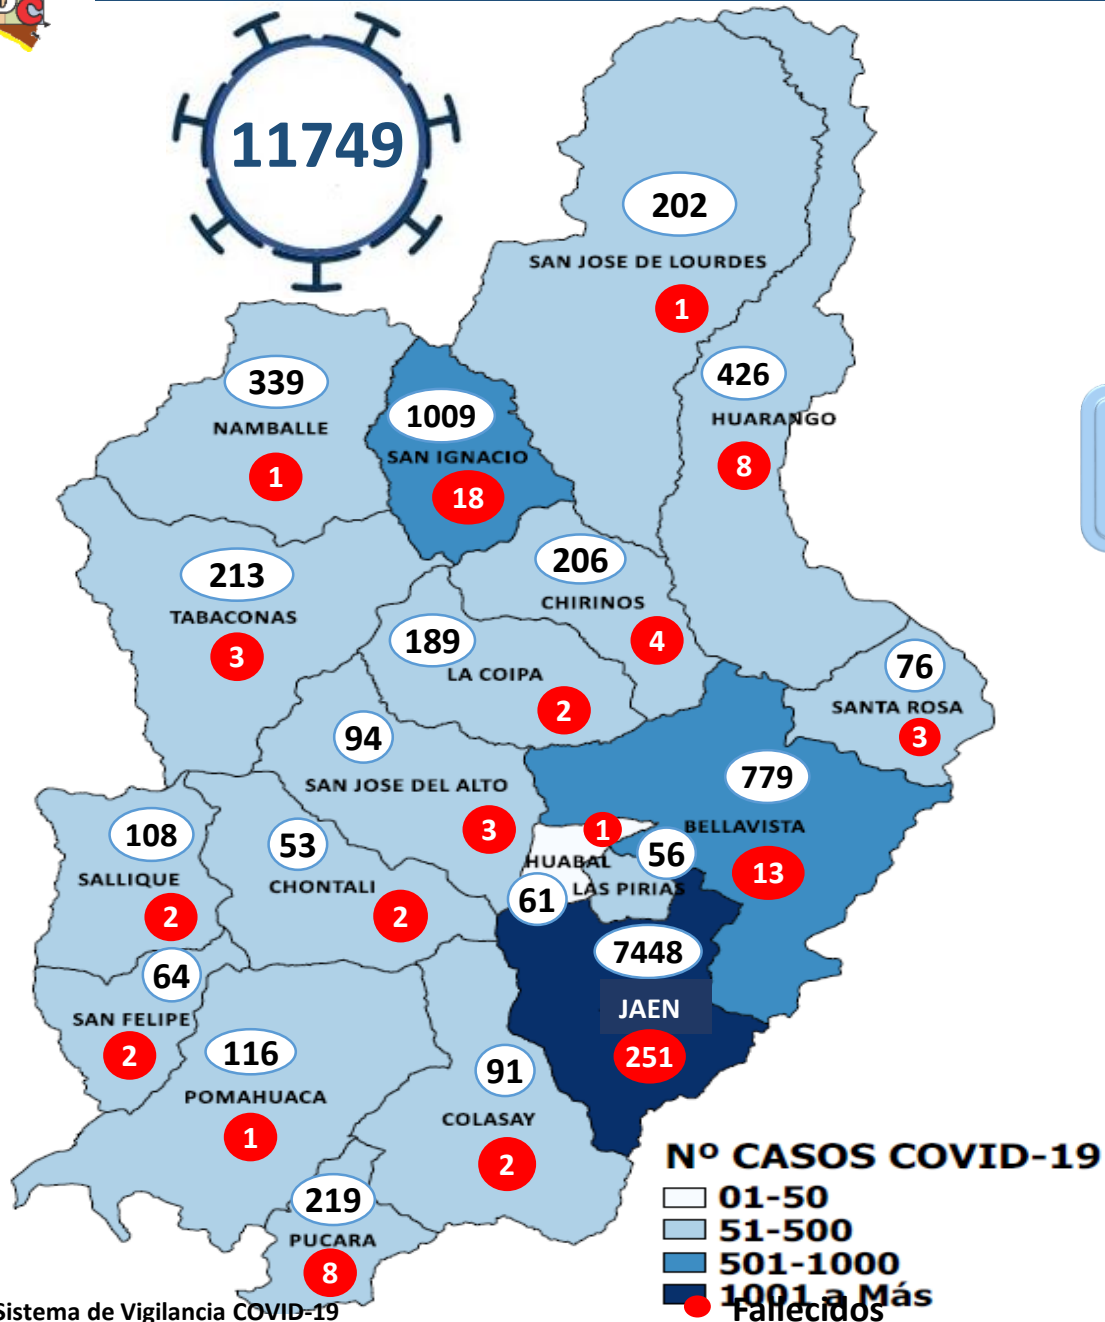 11749
202
SAN JOSE DE LOURDES
1
339
NAMBALLE
1
1009
SAN IGNACIO
18
426
HUARANGO
8
213
TABACONAS
3
206
CHIRINOS
4
189
LA COIPA
2
76
SANTA ROSA
3
94
SAN JOSE DEL ALTO
3
779
BELLAVISTA
13
108
SALLIQUE
2
53
CHONTALI
2
1
HUABAL
61
56
LAS PIRIAS
7448
JAEN
251
64
SAN FELIPE
2
116
POMAHUACA
1
91
COLASAY
2
219
PUCARA
8
Nº CASOS COVID-19
01-50
51-500
501-1000
1001 a Más
Fallecidos
Sistema de Vigilancia COVID-19